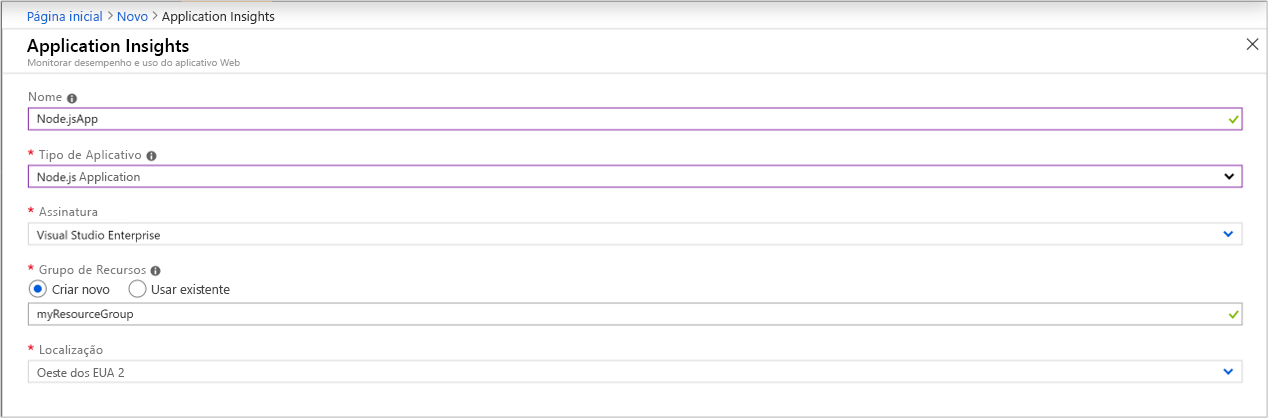 Página inicial > Novo > Application Insights
Application Insights
Monitorar desempenho e uso do aplicativo Web
Nome
Node.jsApp
* Tipo de Aplicativo
Node.js Application
* Assinatura
Visual Studio Enterprise
* Grupo de Recursos
Criar novo Usar existente
myResourceGroup
* Localização
Oeste dos EUA 2